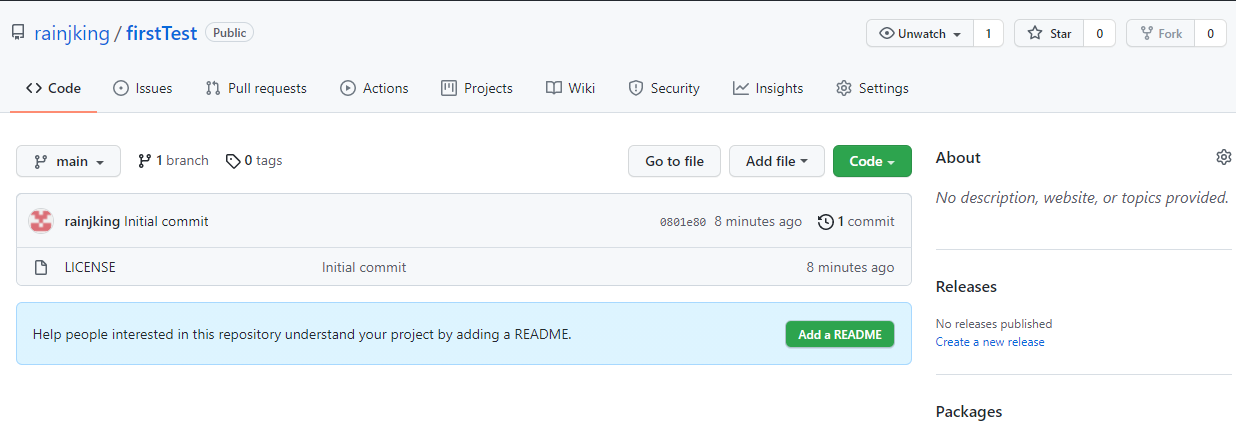 rainjking / firstTest Public Unwatch 1 Star 0 Fork 0
Code Issues Pull requests Actions Projects Wiki Security Insights Settings
main 1 branch 0 tags Go to file Add file Code
rainjking Initial commit 0801e80 8 minutes ago 1 commit
LICENSE Initial commit 8 minutes ago
Help people interested in this repository understand your project by adding a README. Add a README
About
No description, website, or topics provided.
Releases
No releases published
Create a new release
Packages